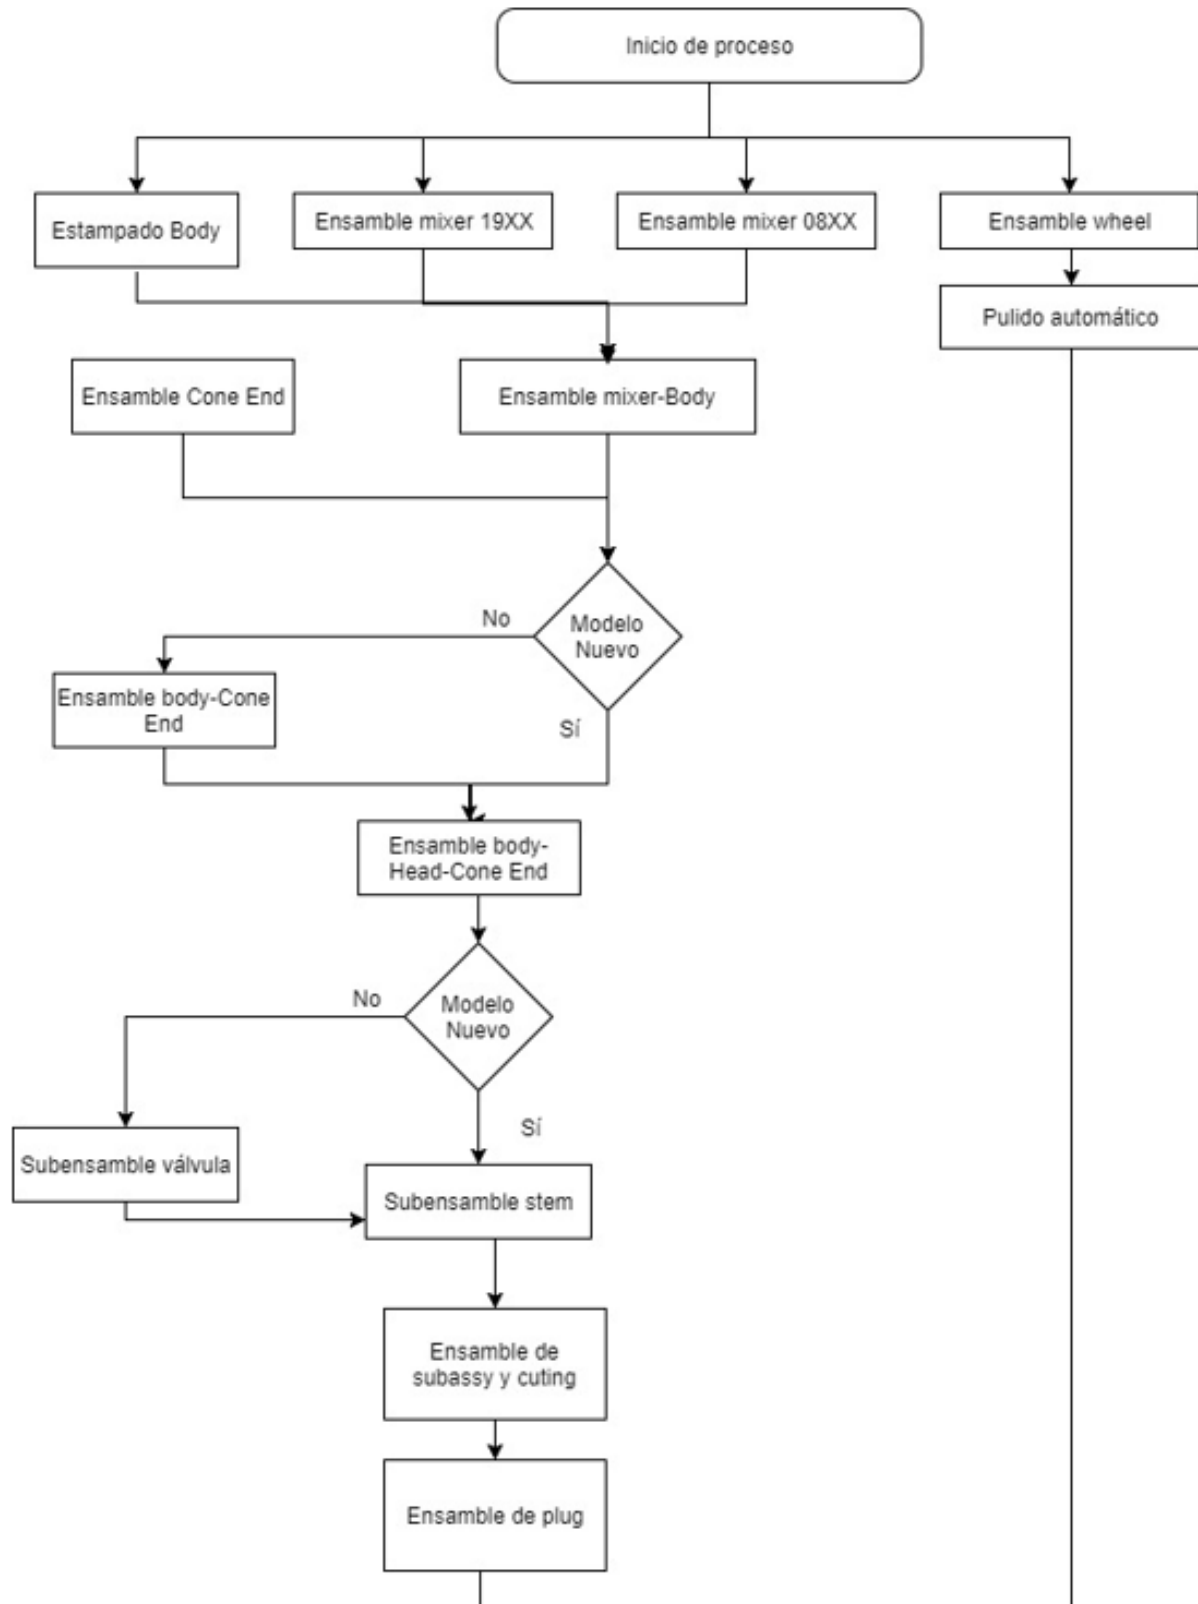 Inicio de proceso
Estampado Body
Ensamble mixer 19XX
Ensamble mixer 08XX
Ensamble wheel
Pulido automático
Ensamble Cone End
Ensamble mixer-Body
No
Modelo
Nuevo
Ensamble body-Cone
End
Sí
Ensamble body-
Head-Cone End
No
Modelo
Nuevo
Sí
Subensamble válvula
Subensamble stem
Ensamble de
subassy y cuting
Ensamble de plug